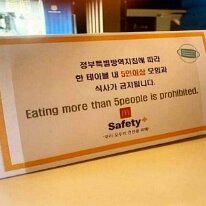 정부특별방역지침에 따라
한 테이블 내 5인이상 모임과
식사가 금지됩니다.
Eating more than 5people is prohibited.
Safety+
"우리 모두의 안전을 위해"